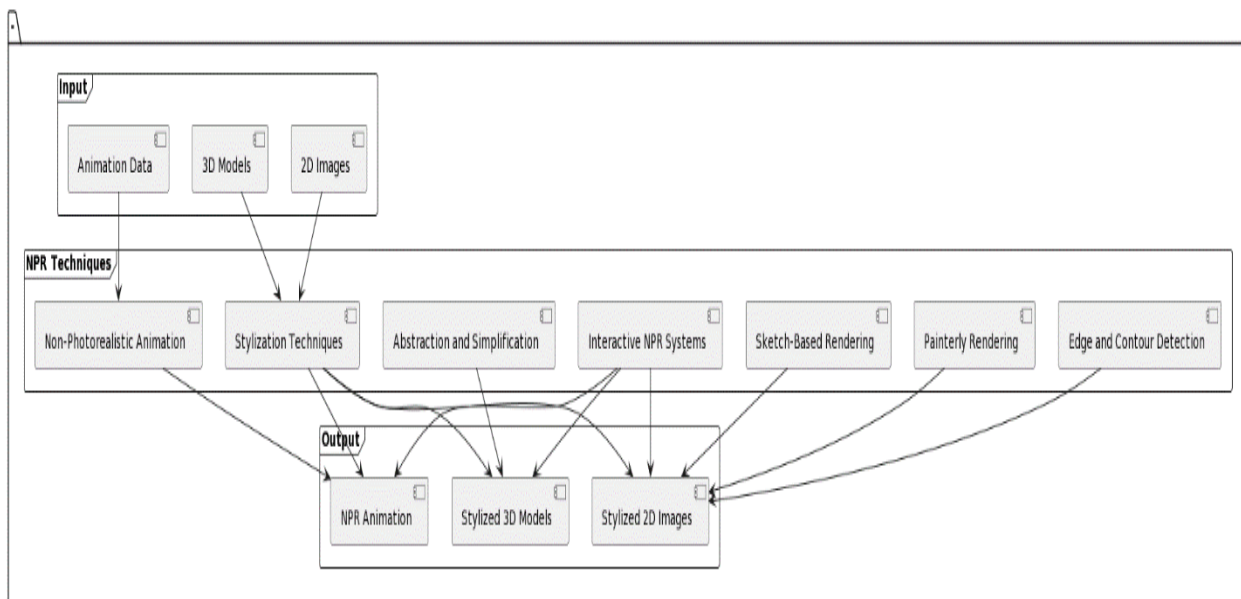 Input
Animation Data
3D Models
2D Images
NPR Techniques
Non-Photorealistic Animation
Stylization Techniques
Abstraction and Simplification
Interactive NPR Systems
Sketch-Based Rendering
Painterly Rendering
Edge and Contour Detection
Output
NPR Animation
Stylized 3D Models
Stylized 2D Images